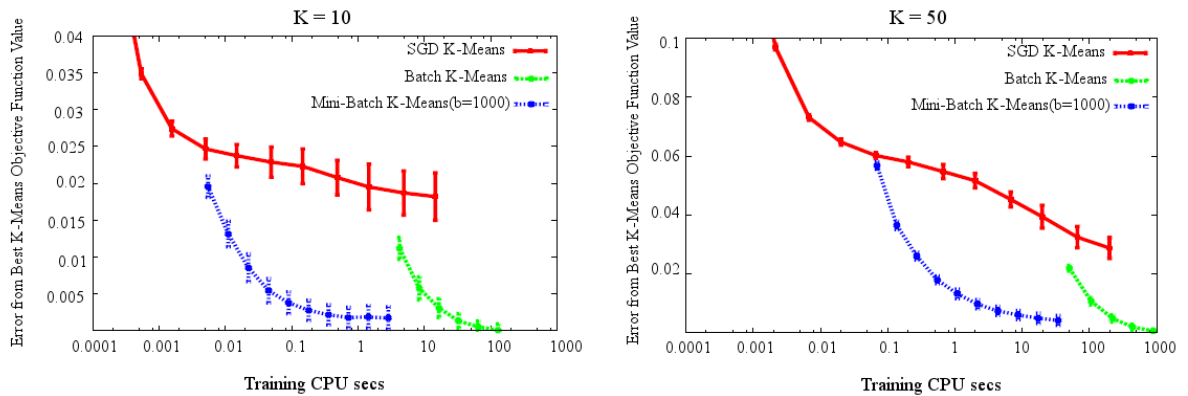 K = 10
Error from Best K-Means Objective Function Value
0.04
0.035
0.03
0.025
0.02
0.015
0.01
0.005
SGD K-Means
Batch K-Means
Mini-Batch K-Means(b=1000)
0.0001 0.001 0.01 0.1 1 10 100 1000
Training CPU secs
K = 50
Error from Best K-Means Objective Function Value
0.1
0.08
0.06
0.04
0.02
SGD K-Means
Batch K-Means
Mini-Batch K-Means(b=1000)
0.0001 0.001 0.01 0.1 1 10 100 1000
Training CPU secs